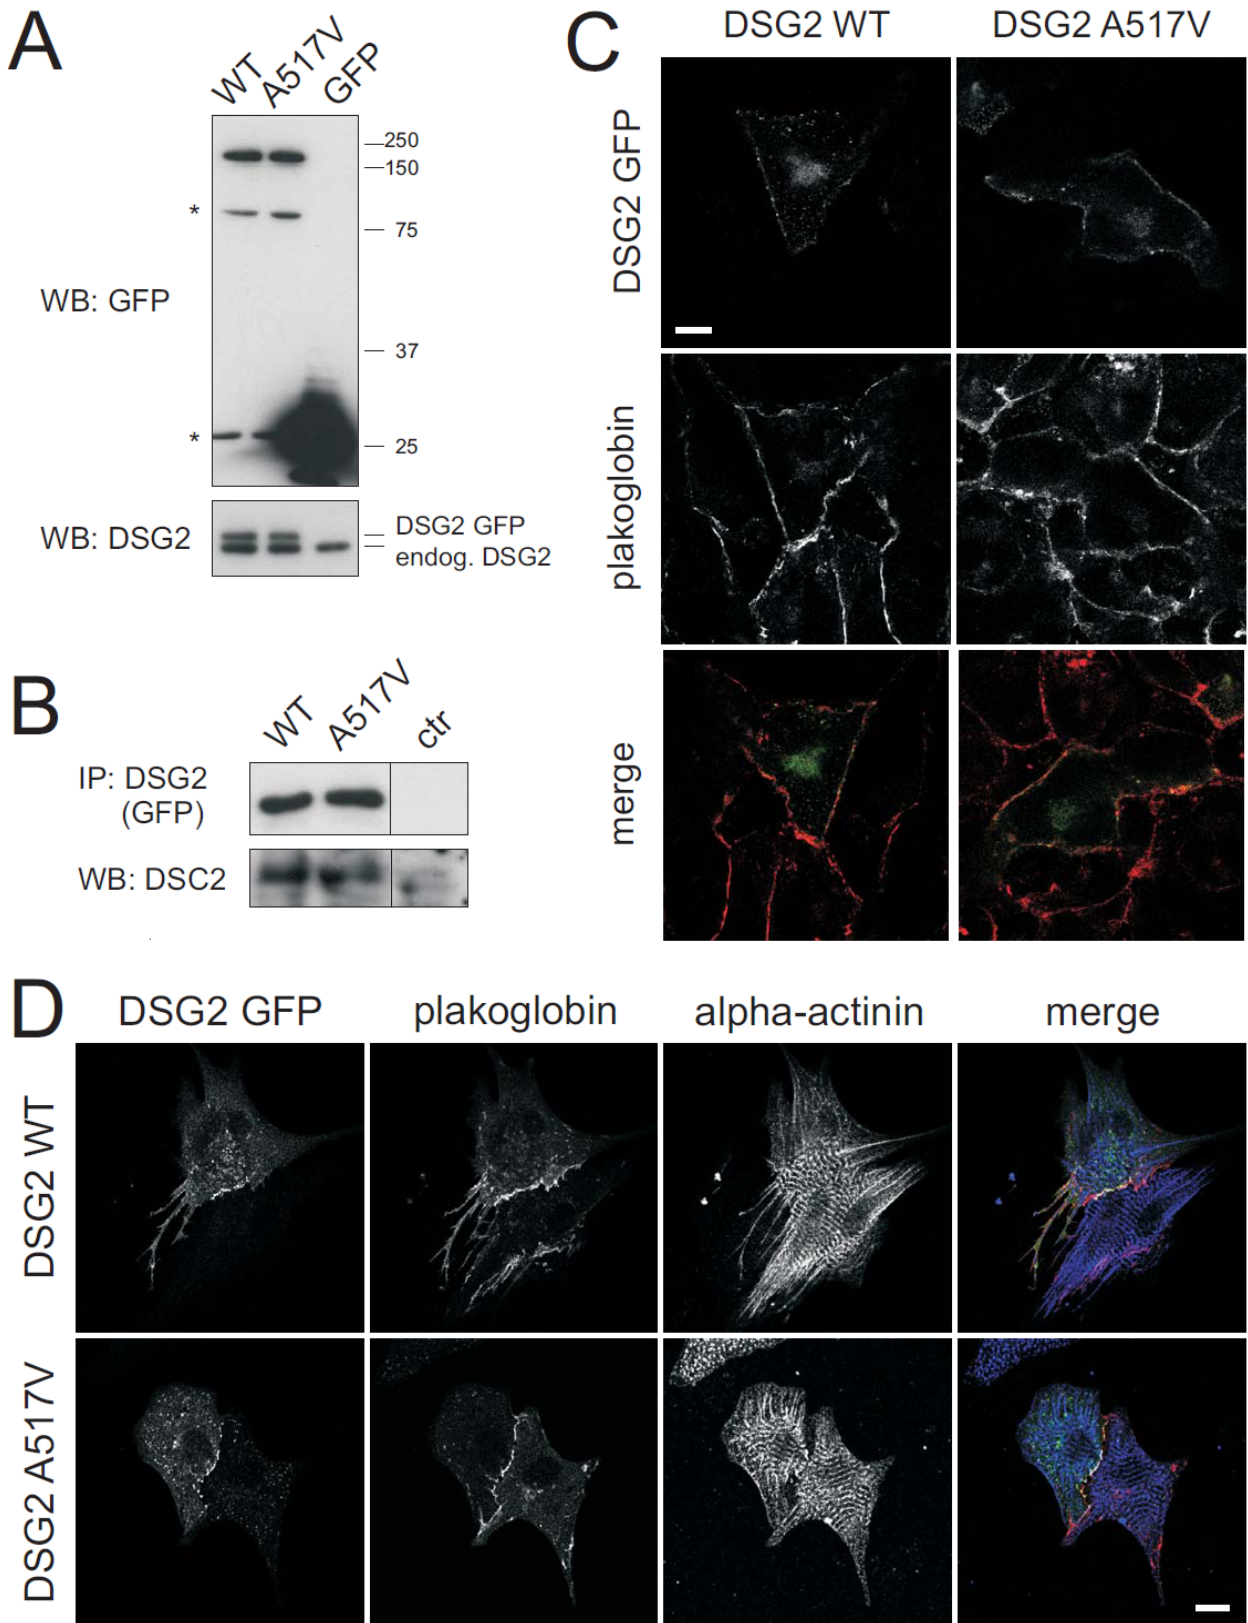 A
WT
A517V
GFP
250
150
*
75
WB: GFP
37
*
25
WB: DSG2
DSG2 GFP
endog. DSG2
B
WT
A517V
ctr
IP: DSG2
(GFP)
WB: DSC2
C
DSG2 WT
DSG2 A517V
DSG2 GFP
plakoglobin
merge
D
DSG2 GFP
plakoglobin
alpha-actinin
merge
DSG2 WT
DSG2 A517V